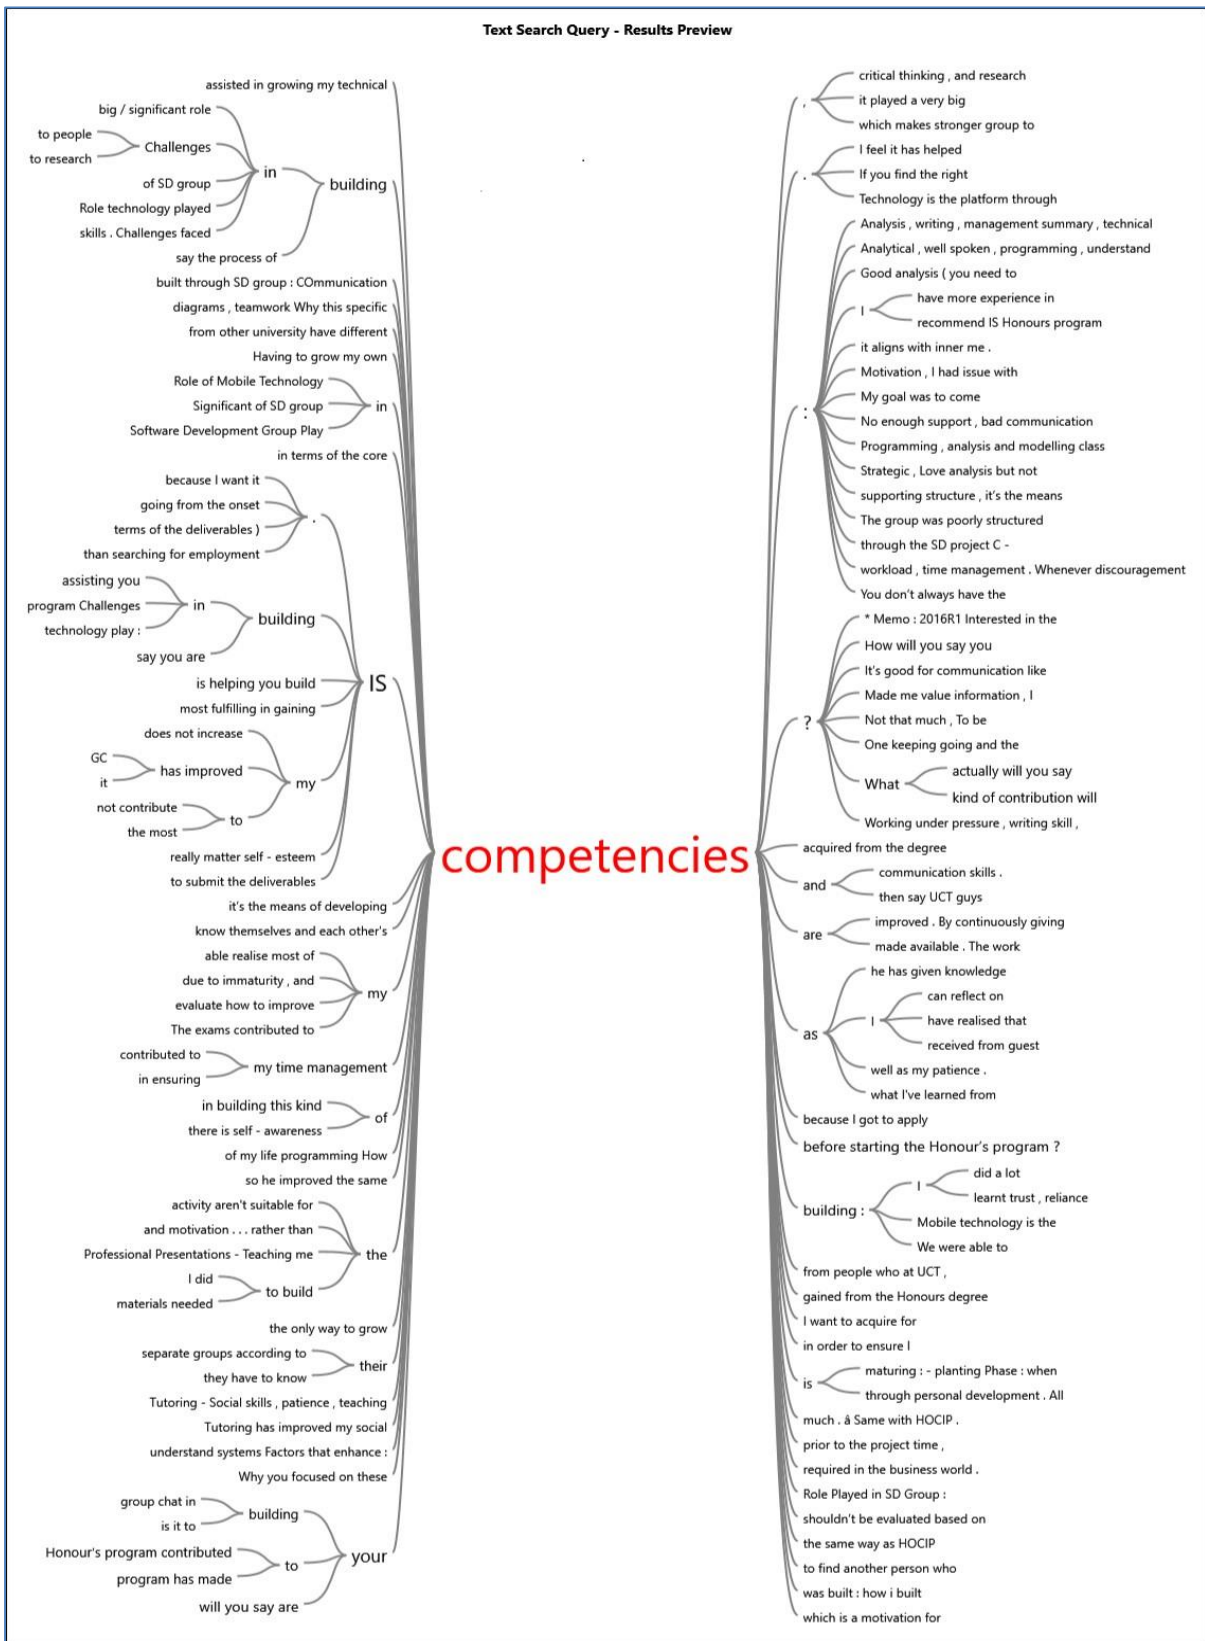 Text Search Query - Results Preview
assisted in growing my technical
big / significant role
to people
to research
Challenges
of SD group
Role technology played
skills . Challenges faced
in
say the process of
building
built through SD group : COmmunication
diagrams , teamwork Why this specific
from other university have different
Having to grow my own
Role of Mobile Technology
Significant of SD group
Software Development Group Play
in
in terms of the core
because I want it
going from the onset
terms of the deliverables )
than searching for employment
.
assisting you
program Challenges
technology play :
in
say you are
building
is helping you build
most fulfilling in gaining
does not increase
GC
it
has improved
not contribute
the most
to
my
really matter self - esteem
to submit the deliverables
IS
it's the means of developing
know themselves and each other's
able realise most of
due to immaturity , and
evaluate how to improve
The exams contributed to
my
contributed to
in ensuring
my time management
in building this kind
there is self - awareness
of
of my life programming How
so he improved the same
activity aren't suitable for
and motivation . . . rather than
Professional Presentations - Teaching me
I did
materials needed
to build
the
the only way to grow
separate groups according to
they have to know
their
Tutoring - Social skills , patience , teaching
Tutoring has improved my social
understand systems Factors that enhance :
Why you focused on these
group chat in
is it to
building
Honour's program contributed
program has made
to
will you say are
your
competencies
,
critical thinking , and research
it played a very big
which makes stronger group to
.
I feel it has helped
If you find the right
Technology is the platform through
:
Analysis , writing , management summary , technical
Analytical , well spoken , programming , understand
Good analysis ( you need to
I
have more experience in
recommend IS Honours program
it aligns with inner me .
Motivation , I had issue with
My goal was to come
No enough support , bad communication
Programming , analysis and modelling class
Strategic , Love analysis but not
supporting structure , it's the means
The group was poorly structured
through the SD project C -
workload , time management . Whenever discouragement
You don't always have the
?
* Memo : 2016R1 Interested in the
How will you say you
It's good for communication like
Made me value information , I
Not that much , To be
One keeping going and the
What
actually will you say
kind of contribution will
Working under pressure , writing skill ,
acquired from the degree
and
communication skills .
then say UCT guys
are
improved . By continuously giving
made available . The work
as
he has given knowledge
I
can reflect on
have realised that
received from guest
well as my patience .
what I've learned from
because I got to apply
before starting the Honour's program ?
building :
I
did a lot
learnt trust , reliance
Mobile technology is the
We were able to
from people who at UCT ,
gained from the Honours degree
I want to acquire for
in order to ensure I
is
maturing : - planting Phase : when
through personal development . All
much . â Same with HOCIP .
prior to the project time ,
required in the business world .
Role Played in SD Group :
shouldn't be evaluated based on
the same way as HOCIP
to find another person who
was built : how i built
which is a motivation for